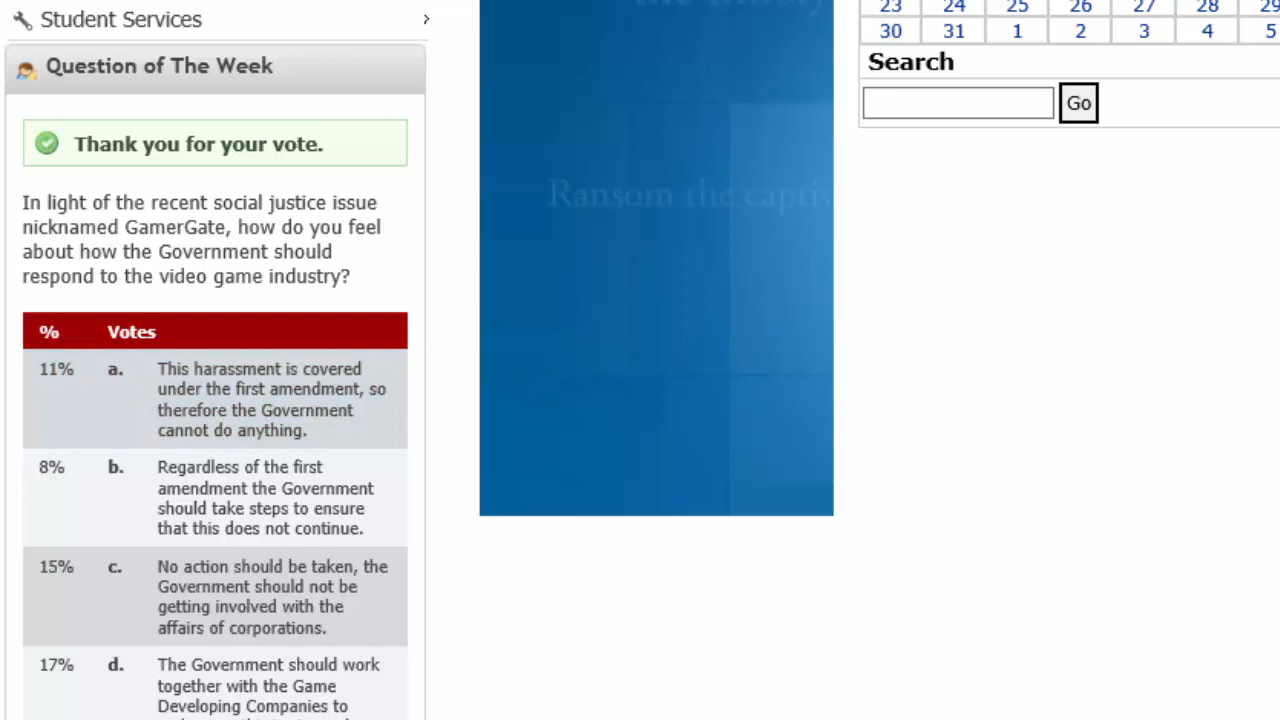 Student Services
Question of The Week
Thank you for your vote.
In light of the recent social justice issue
nicknamed GamerGate, how do you feel
about how the Government should
respond to the video game industry?
% Votes
11% a. This harassment is covered
under the first amendment, so
therefore the Government
cannot do anything.
8% b. Regardless of the first
amendment the Government
should take steps to ensure
that this does not continue.
15% c. No action should be taken, the
Government should not be
getting involved with the
affairs of corporations.
17% d. The Government should work
together with the Game
Developing Companies to
Ransom the
23 24 25 26 27 28 29
30 31 1 2 3 4 5
Search
Go